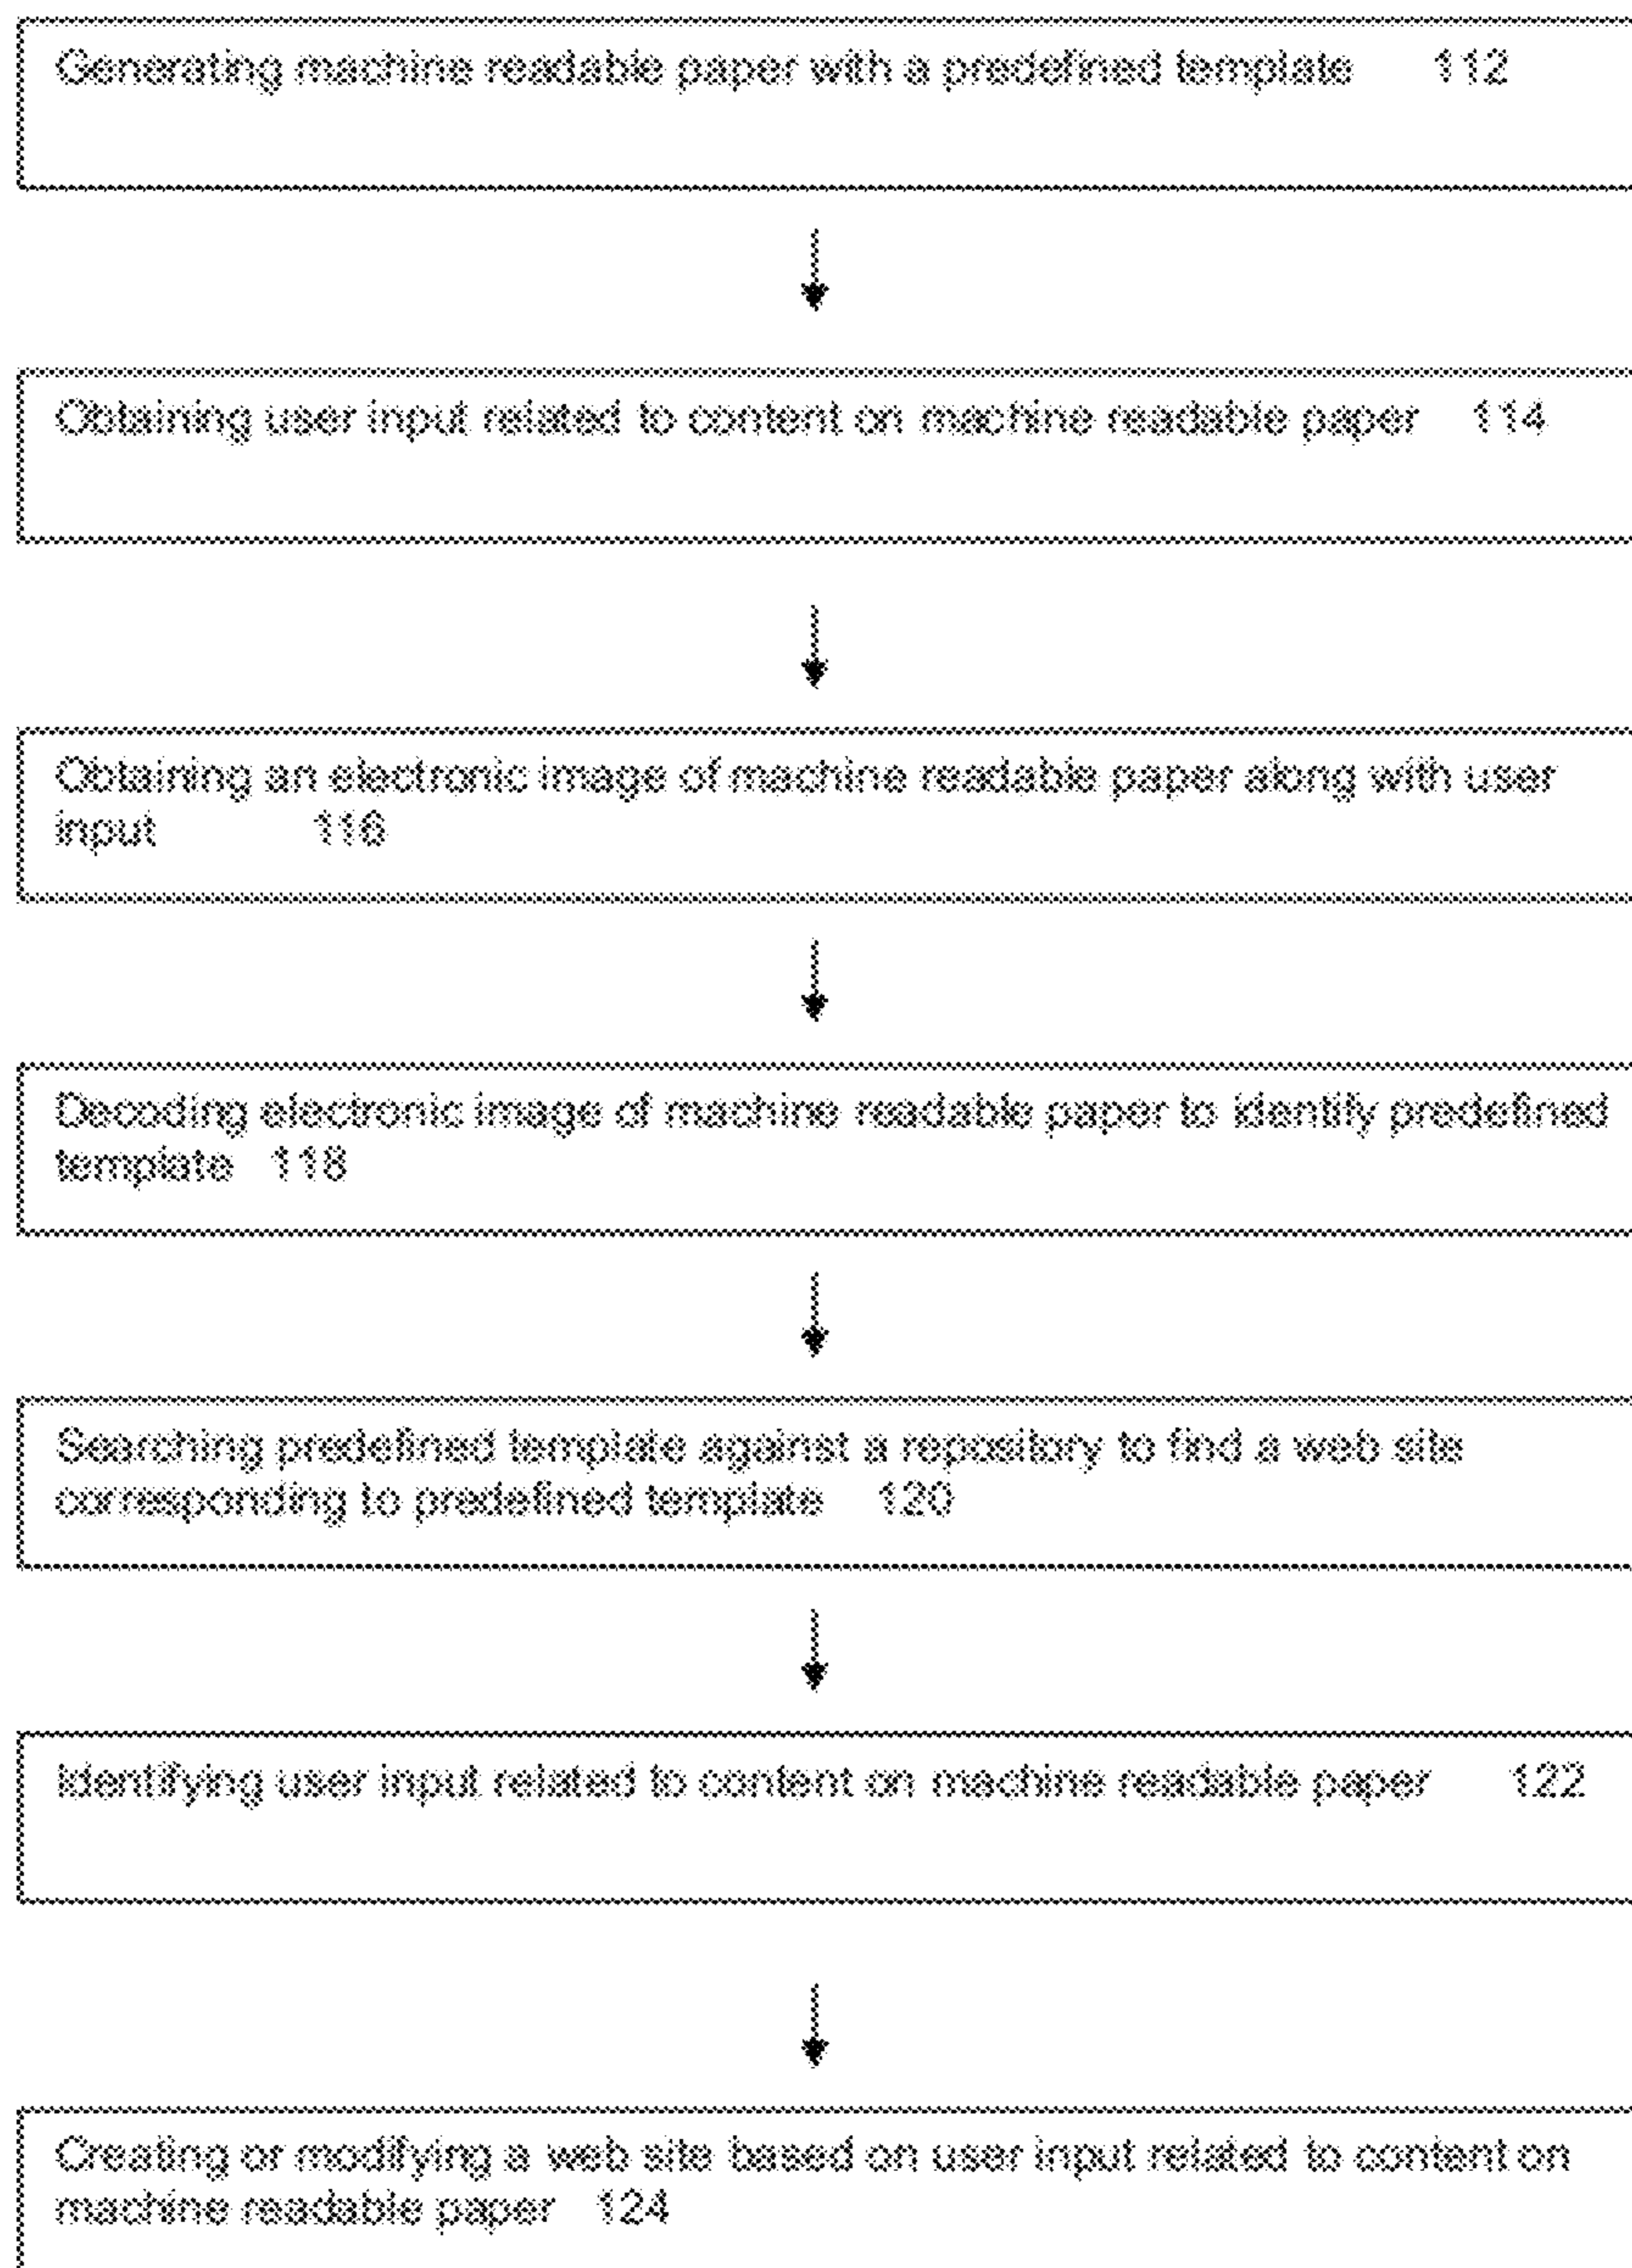 Generating machine readable paper with a predefined template 112
Obtaining user input related to content on machine readable paper 114
Obtaining an electronic image of machine readable paper along with user
input 116
Decoding electronic image of machine readable paper to identify predefined
template 118
Searching predefined template against a repository to find a web site
corresponding to predefined template 120
Identifying user input related to content on machine readable paper 122
Creating or modifying a web site based on user input related to content on
machine readable paper 124